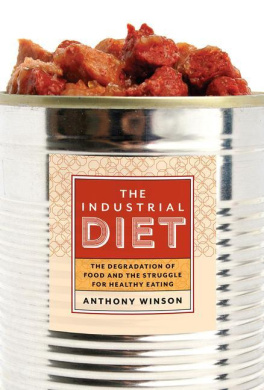 THE
INDUSTRIAL
DIET
THE DEGRADATION OF
FOOD AND THE STRUGGLE
FOR HEALTHY EATING
ANTHONY WINSON